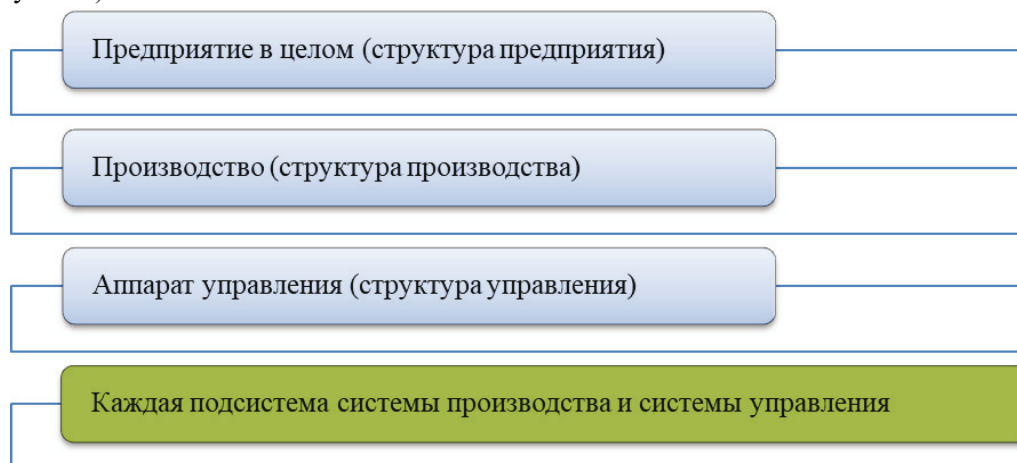 Предприятие в целом (структура предприятия)
Производство (структура производства)
Аппарат управления (структура управления)
Каждая подсистема системы производства и системы управления